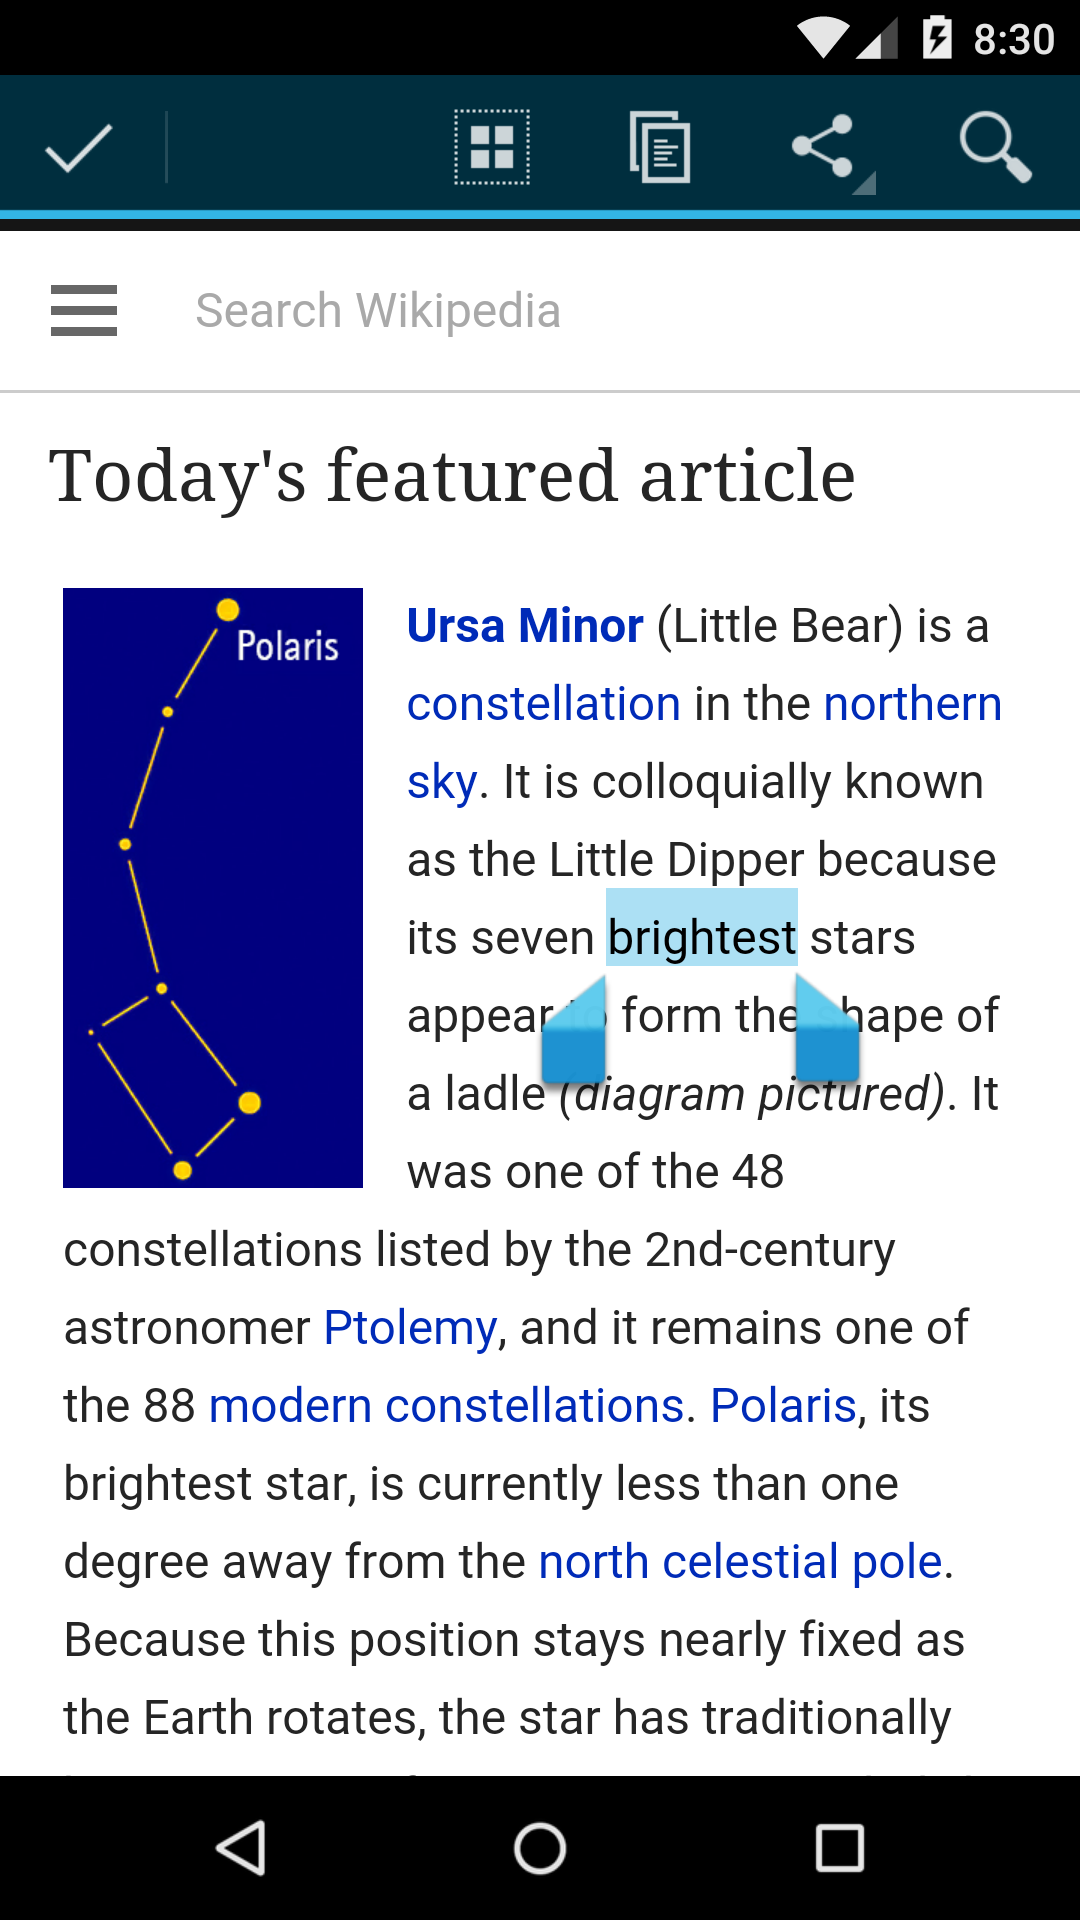 8:30
Search Wikipedia
Today's featured article
Polaris
Ursa Minor (Little Bear) is a
constellation in the northern
sky. It is colloquially known
as the Little Dipper because
its seven brightest stars
appear to form the shape of
a ladle (diagram pictured). It
was one of the 48
constellations listed by the 2nd-century
astronomer Ptolemy, and it remains one of
the 88 modern constellations. Polaris, its
brightest star, is currently less than one
degree away from the north celestial pole.
Because this position stays nearly fixed as
the Earth rotates, the star has traditionally